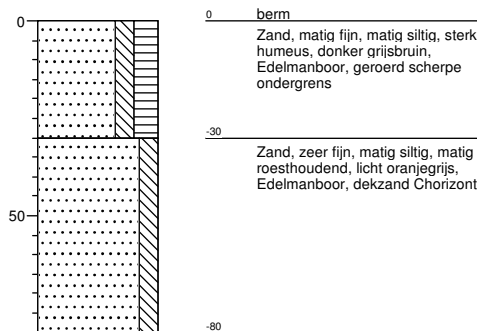 0
0 berm
Zand, matig fijn, matig siltig, sterk
humeus, donker grijsbruin,
Edelmanboor, geroerd scherpe
ondergrens
-30
Zand, zeer fijn, matig siltig, matig
roesthoudend, licht oranjegrijs,
Edelmanboor, dekzand Chorizont
50
-80